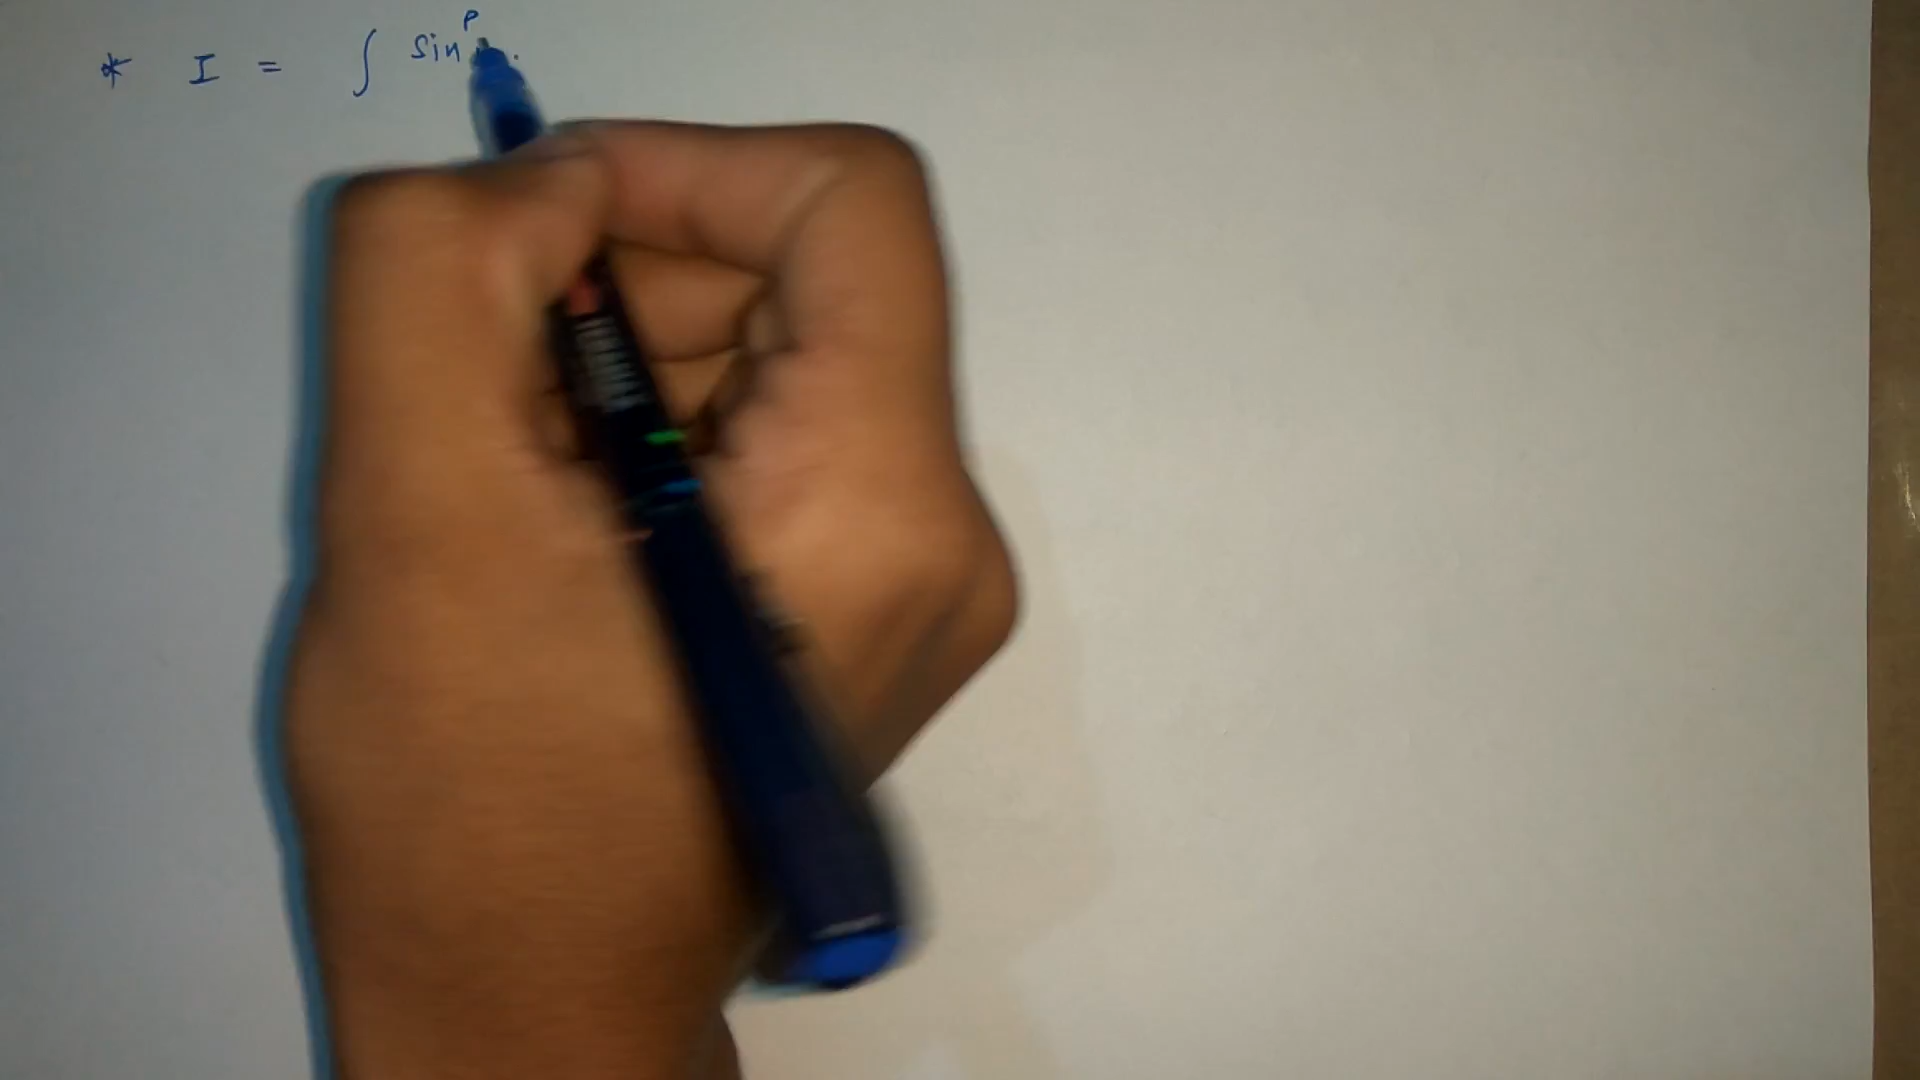 * I = ∫ sin^p